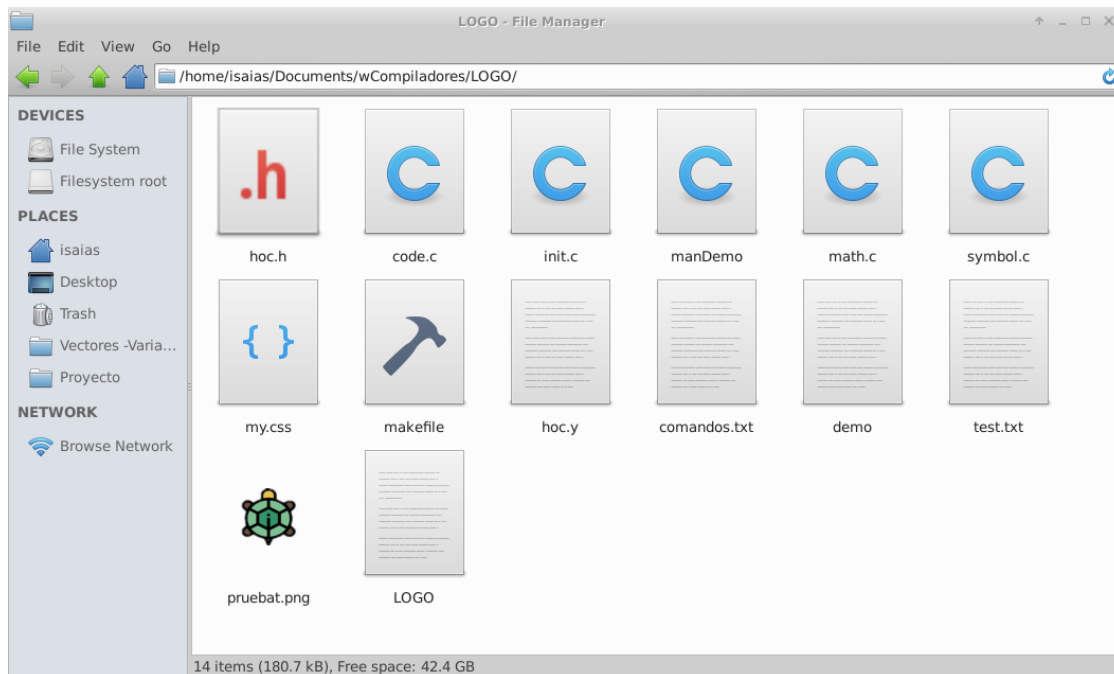 LOGO - File Manager
File Edit View Go Help
/home/isaias/Documents/wCompiladores/LOGO/
DEVICES
File System
Filesystem root
PLACES
isaias
Desktop
Trash
Vectores -Varia...
Proyecto
NETWORK
Browse Network
.h
C
C
C
C
C
hoc.h code.c init.c manDemo math.c symbol.c
{ }
my.css makefile hoc.y comandos.txt demo test.txt
pruebat.png LOGO
14 items (180.7 kB), Free space: 42.4 GB